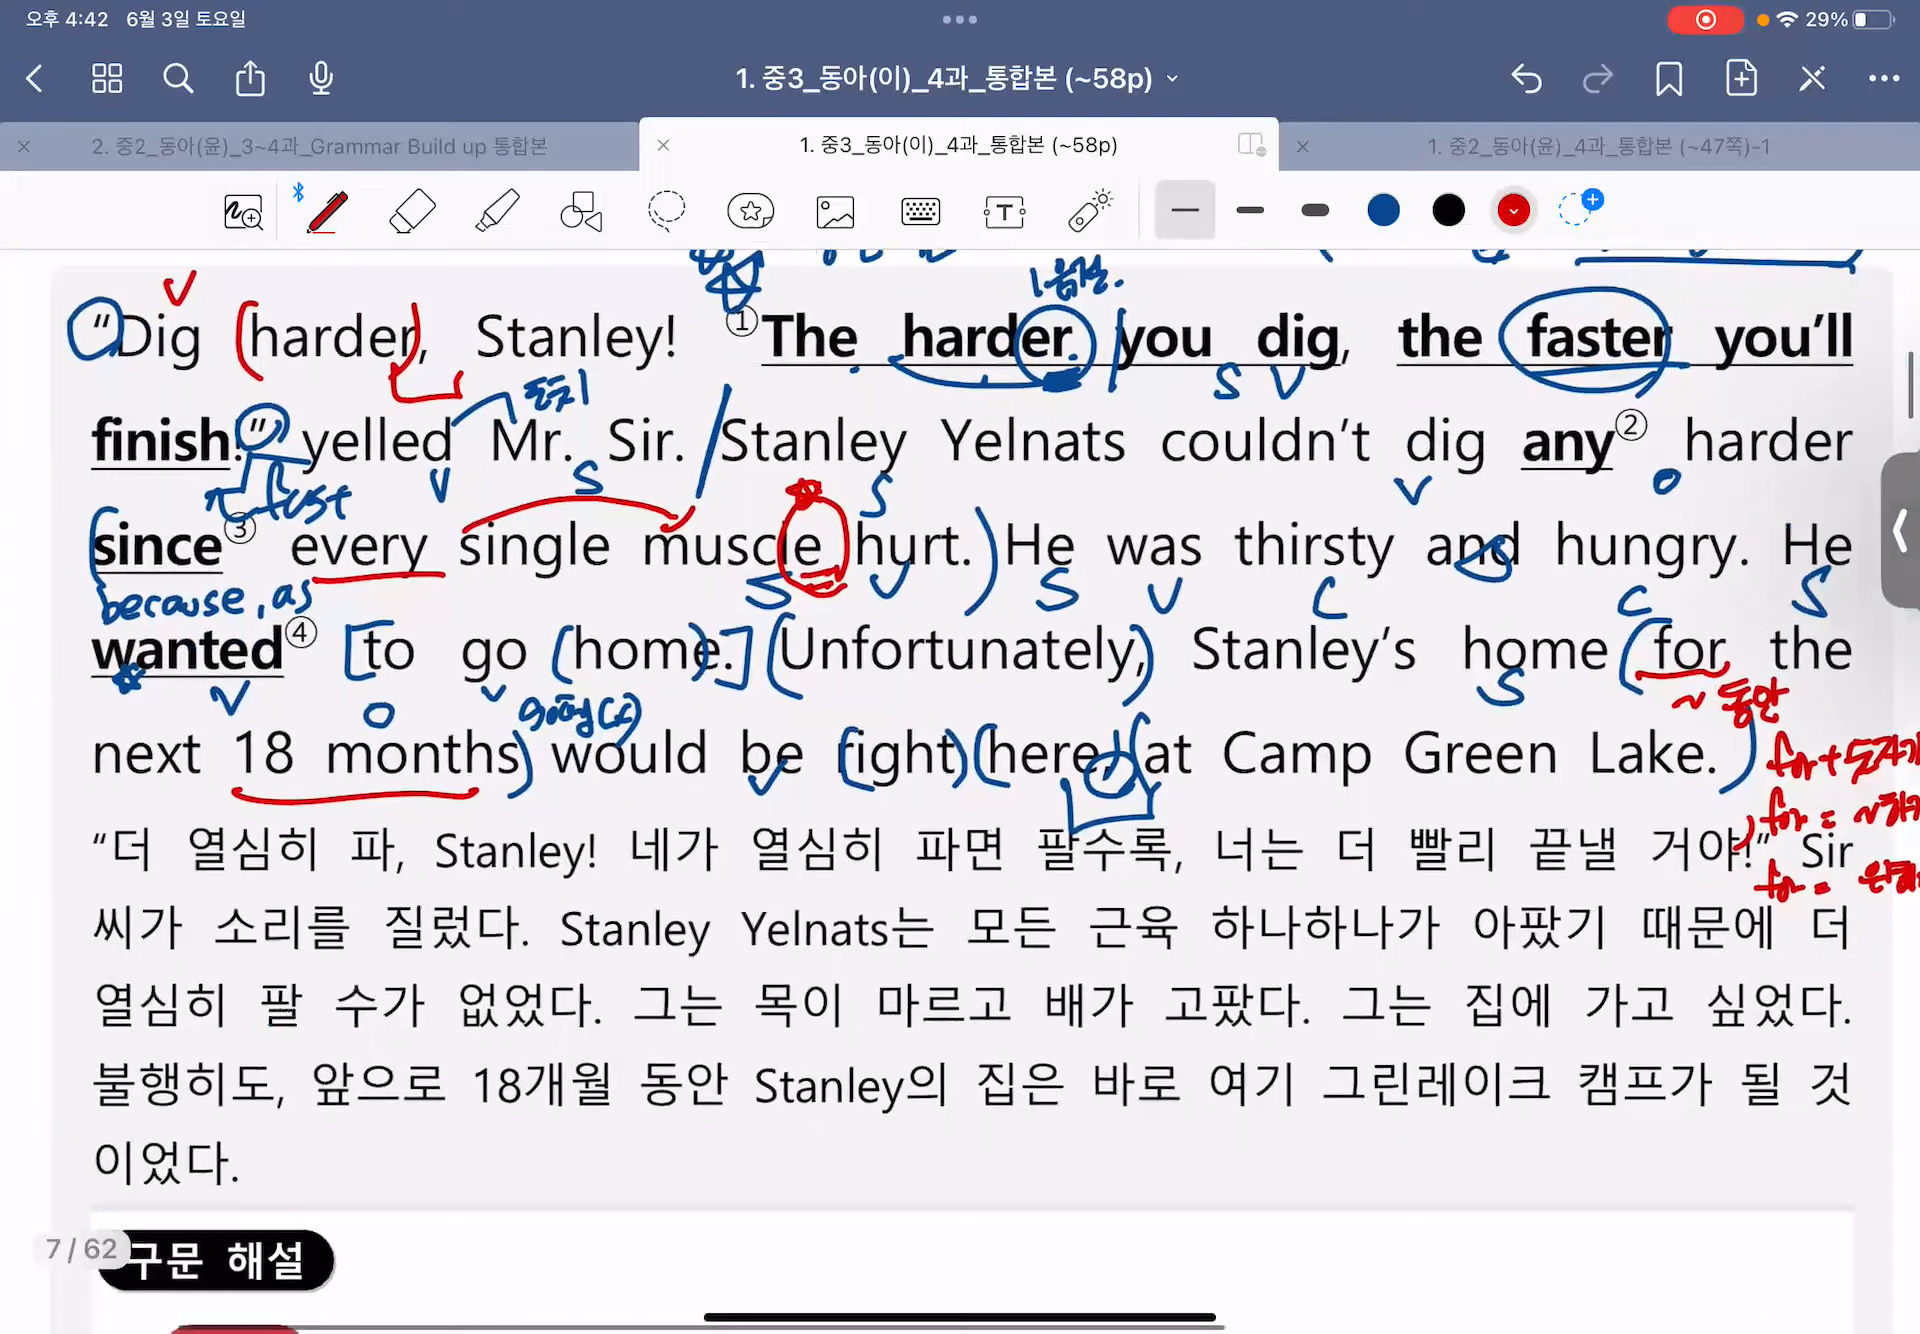 오후 4:42 6월 3일 토요일
29%
1. 중3_동아(이)_4과_통합본 (~58p)
2. 중2_동아(윤)_3~4과_Grammar Build up 통합본
1. 중3_동아(이)_4과_통합본 (~58p)
1. 중2_동아(윤)_4과_통합본 (~47쪽)-1
1음절.
“Dig harder, Stanley! ①The harder you dig, the faster you’ll
S V
도치
finish!” yelled Mr. Sir. Stanley Yelnats couldn’t dig any② harder
fast V S S V
since③ every single muscle hurt. He was thirsty and hungry. He
because, as S V S V C C S
wanted④ [to go (home).] (Unfortunately,) Stanley’s home (for the
V O going(x) S ~ 동안
next 18 months) would be (right) (here,) (at Camp Green Lake.)
V for+숫자
for =
for =
“더 열심히 파, Stanley! 네가 열심히 파면 팔수록, 너는 더 빨리 끝낼 거야!” Sir
씨가 소리를 질렀다. Stanley Yelnats는 모든 근육 하나하나가 아팠기 때문에 더
열심히 팔 수가 없었다. 그는 목이 마르고 배가 고팠다. 그는 집에 가고 싶었다.
불행히도, 앞으로 18개월 동안 Stanley의 집은 바로 여기 그린레이크 캠프가 될 것
이었다.
7 / 62
구문 해설